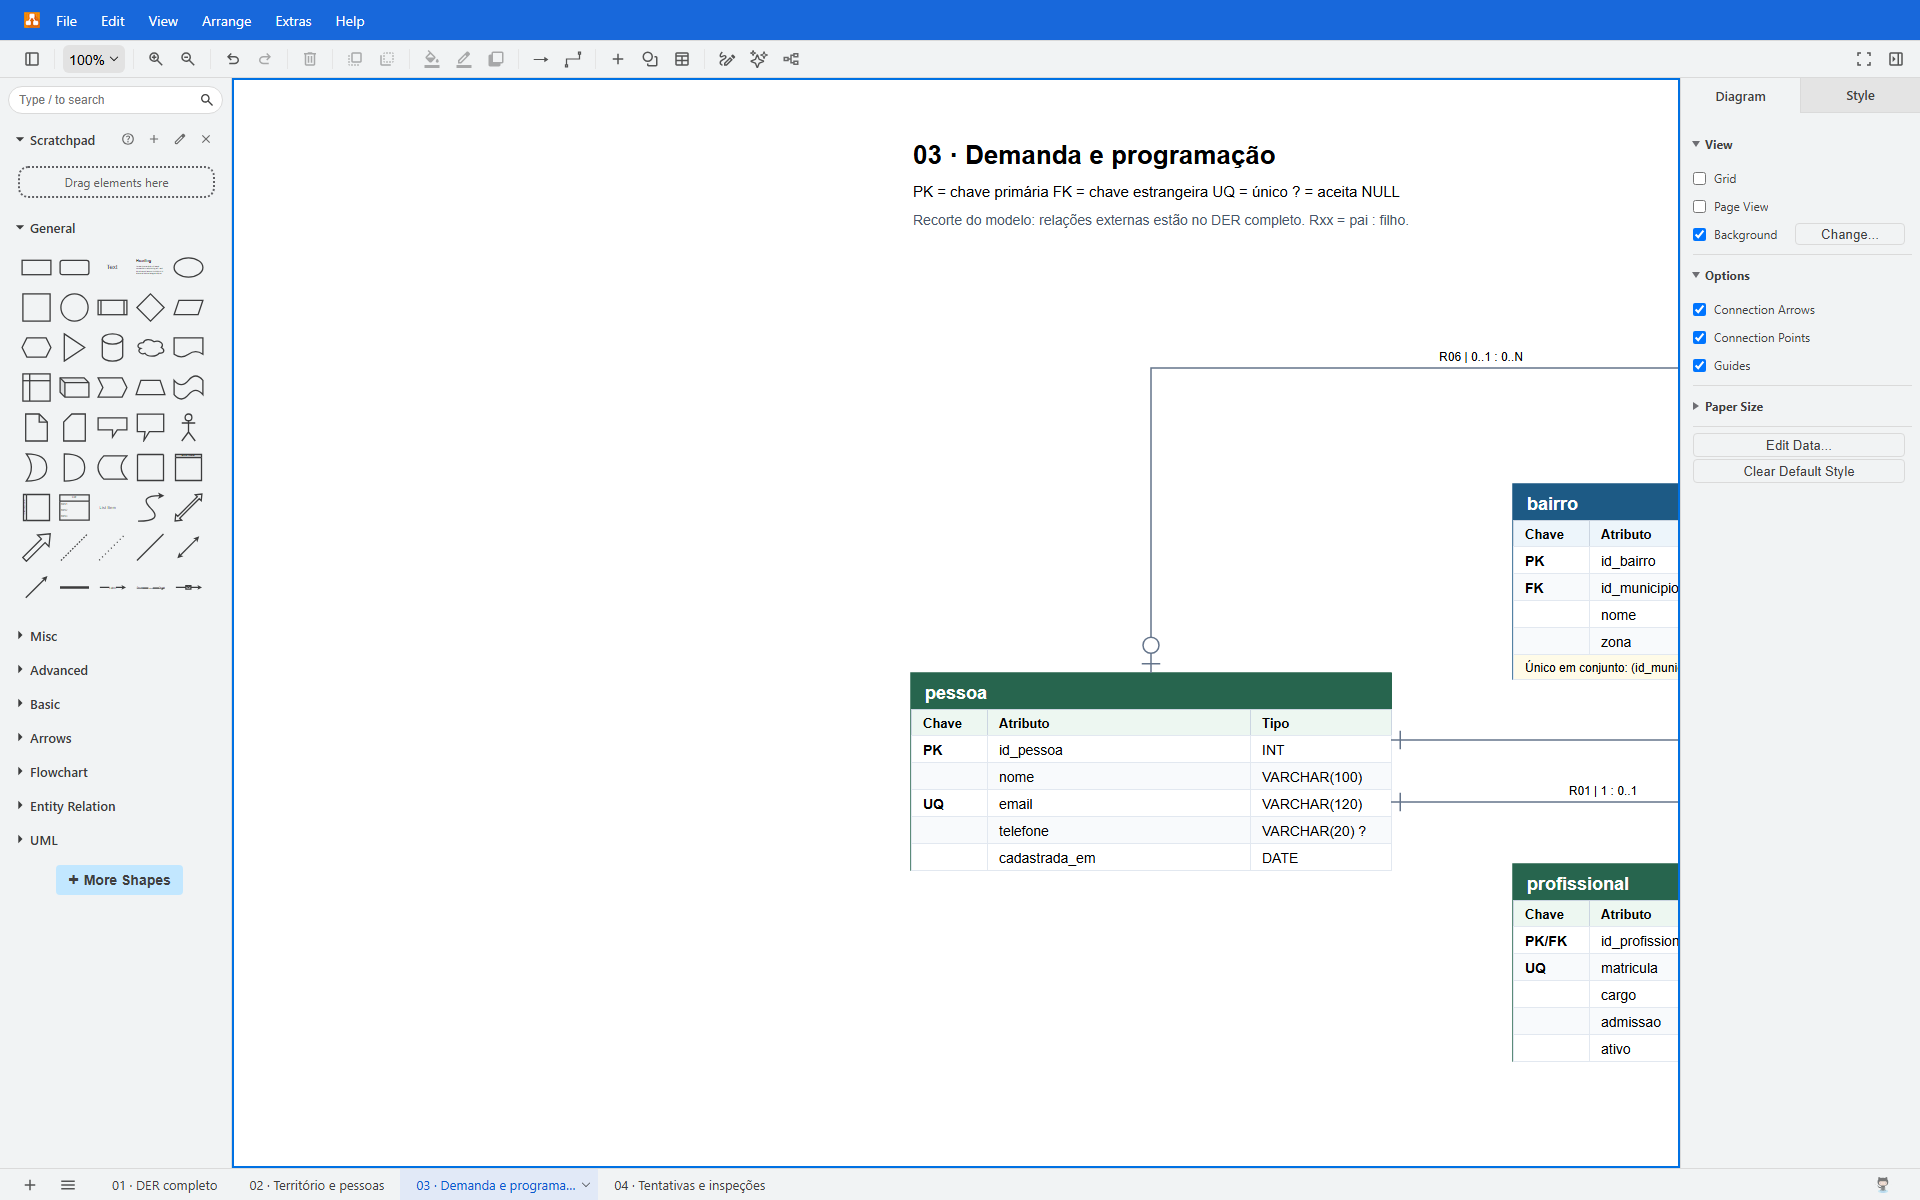 File Edit View Arrange Extras Help
100%
Type / to search
Scratchpad
Drag elements here
General
Text
Heading
Misc
Advanced
Basic
Arrows
Flowchart
Entity Relation
UML
+ More Shapes
03 · Demanda e programação
PK = chave primária FK = chave estrangeira UQ = único ? = aceita NULL
Recorte do modelo: relações externas estão no DER completo. Rxx = pai : filho.
R06 | 0..1 : 0..N
bairro
Chave Atributo
PK id_bairro
FK id_municipio
nome
zona
Único em conjunto: (id_muni
pessoa
Chave Atributo Tipo
PK id_pessoa INT
nome VARCHAR(100)
UQ email VARCHAR(120)
telefone VARCHAR(20) ?
cadastrada_em DATE
R01 | 1 : 0..1
profissional
Chave Atributo
PK/FK id_profission
UQ matricula
cargo
admissao
ativo
Diagram Style
View
Grid
Page View
Background Change...
Options
Connection Arrows
Connection Points
Guides
Paper Size
Edit Data...
Clear Default Style
01 · DER completo 02 · Território e pessoas 03 · Demanda e programa... 04 · Tentativas e inspeções